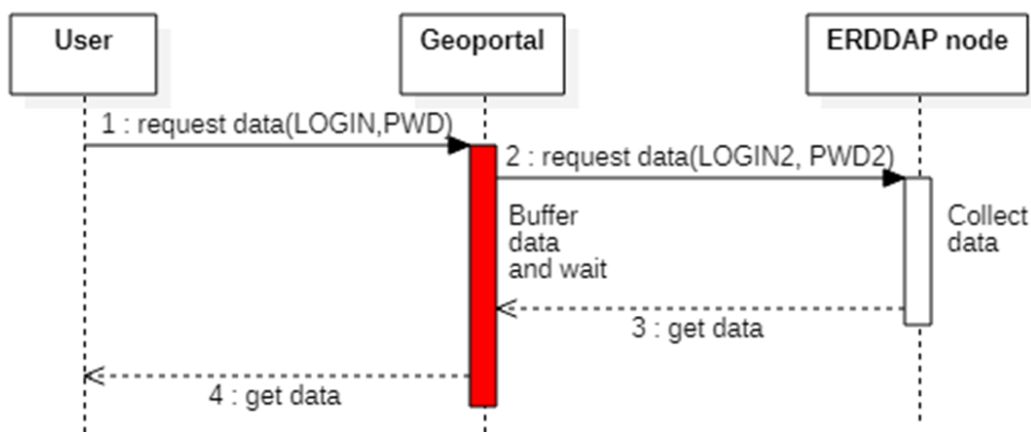 User
Geoportal
ERDDAP node
1 : request data(LOGIN,PWD)
2 : request data(LOGIN2, PWD2)
Buffer
data
and wait
Collect
data
3 : get data
4 : get data